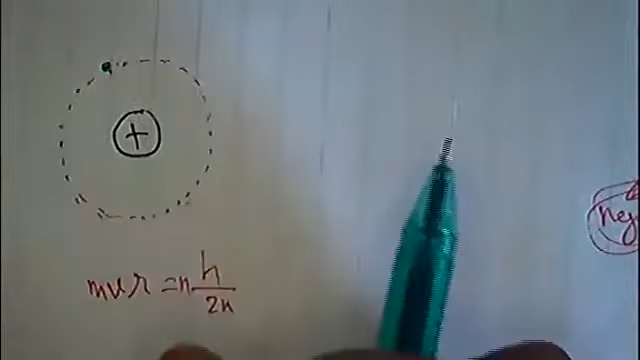 +
mvr = n h/2π